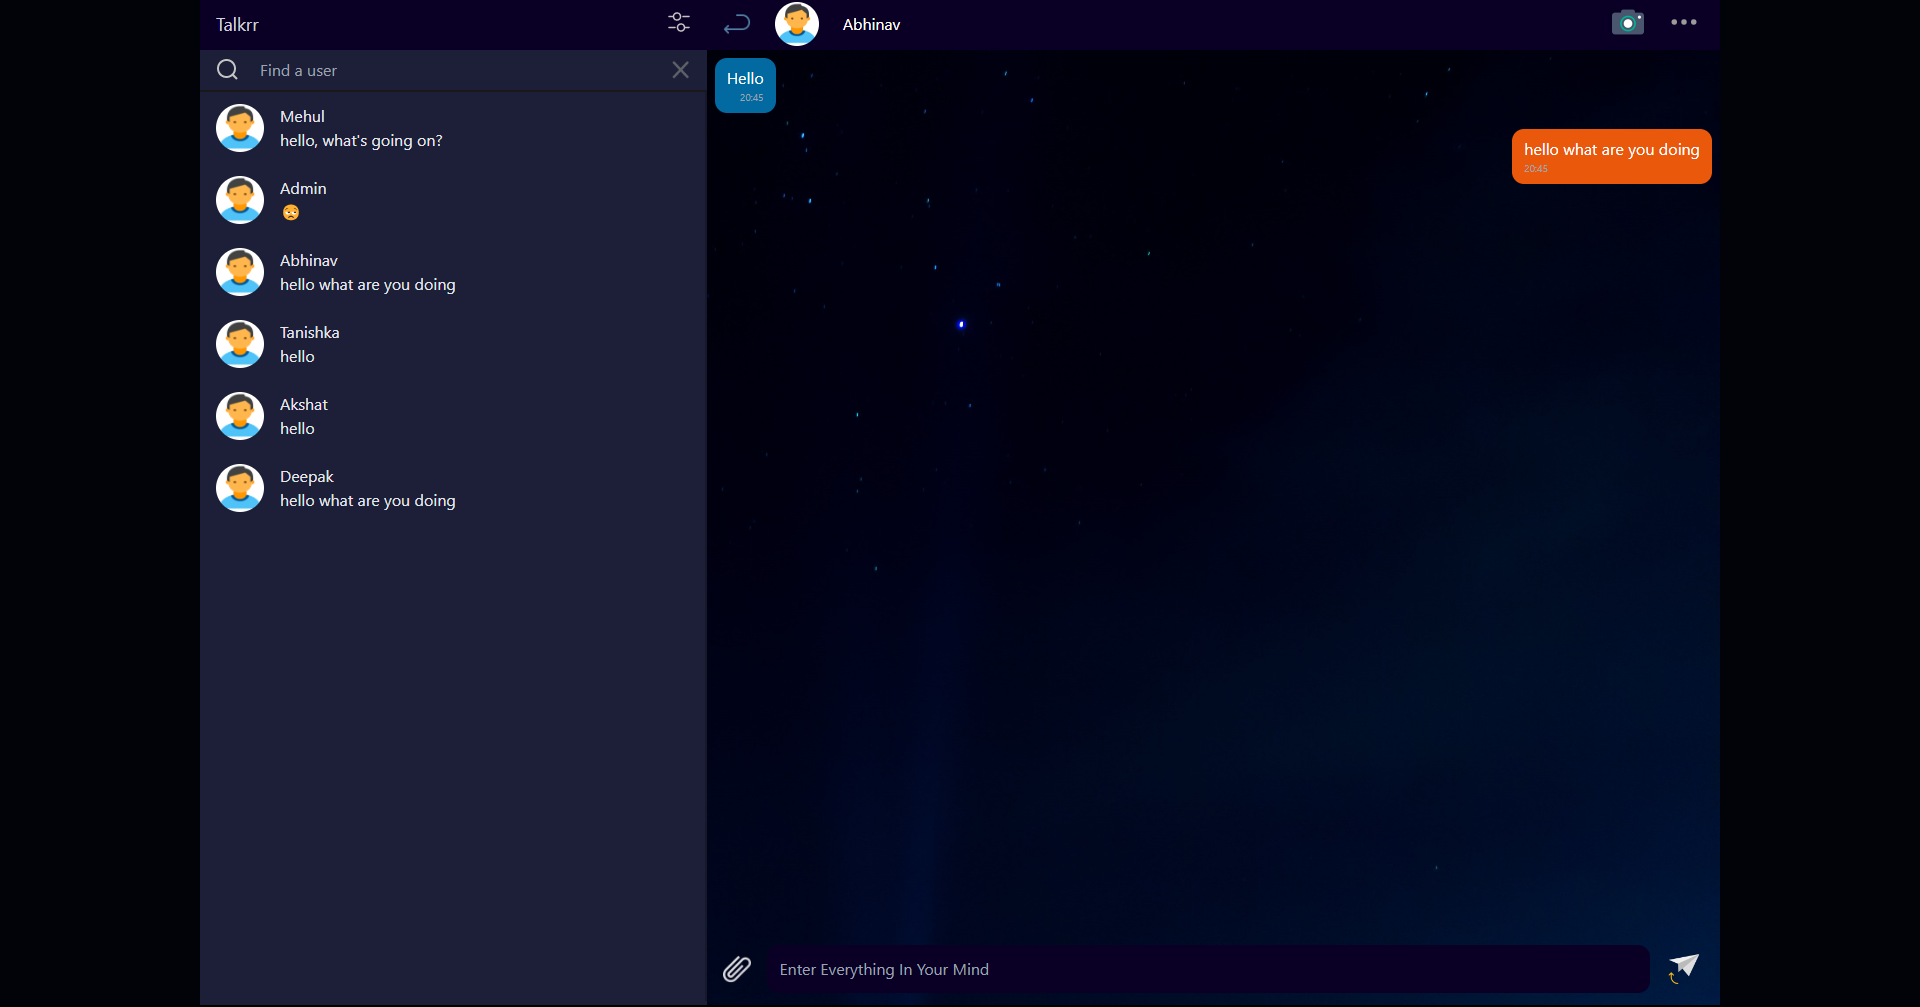 Talkrr
Find a user
Mehul
hello, what's going on?
Admin
😩
Abhinav
hello what are you doing
Tanishka
hello
Akshat
hello
Deepak
hello what are you doing
Abhinav
Hello
20:45
hello what are you doing
20:45
Enter Everything In Your Mind